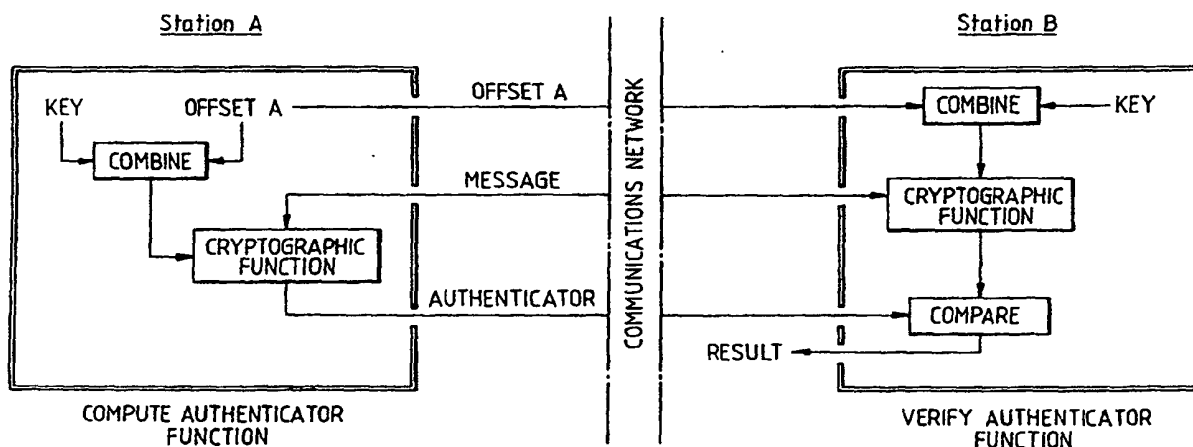 Station A
Station B
KEY
OFFSET A
OFFSET A
COMBINE
KEY
COMBINE
MESSAGE
COMMUNICATIONS NETWORK
CRYPTOGRAPHIC
FUNCTION
CRYPTOGRAPHIC
FUNCTION
AUTHENTICATOR
COMPARE
RESULT
COMPUTE AUTHENTICATOR
FUNCTION
VERIFY AUTHENTICATOR
FUNCTION